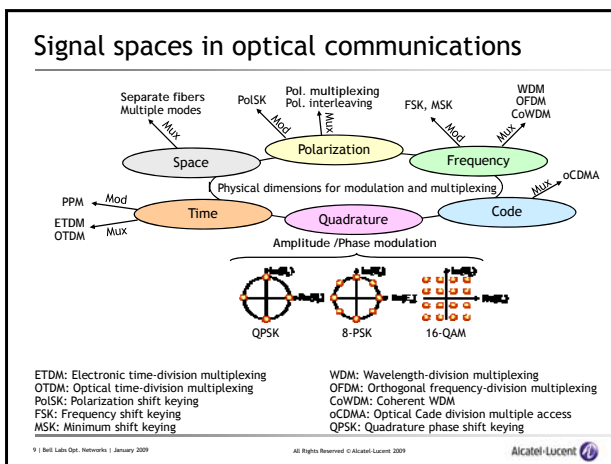 Signal spaces in optical communications
Separate fibers
Multiple modes
Mux
Space
PolSK
Mod
Pol. multiplexing
Pol. interleaving
Mux
Polarization
FSK, MSK
Mod
WDM
OFDM
CoWDM
Mux
Frequency
Physical dimensions for modulation and multiplexing
PPM
Mod
ETDM
OTDM
Mux
Time
Quadrature
Code
Mux
oCDMA
Amplitude /Phase modulation
QPSK
8-PSK
16-QAM
ETDM: Electronic time-division multiplexing
OTDM: Optical time-division multiplexing
PolSK: Polarization shift keying
FSK: Frequency shift keying
MSK: Minimum shift keying
WDM: Wavelength-division multiplexing
OFDM: Orthogonal frequency-division multiplexing
CoWDM: Coherent WDM
oCDMA: Optical Cade division multiple access
QPSK: Quadrature phase shift keying
9 | Bell Labs Opt. Networks | January 2009
All Rights Reserved © Alcatel-Lucent 2009
Alcatel·Lucent